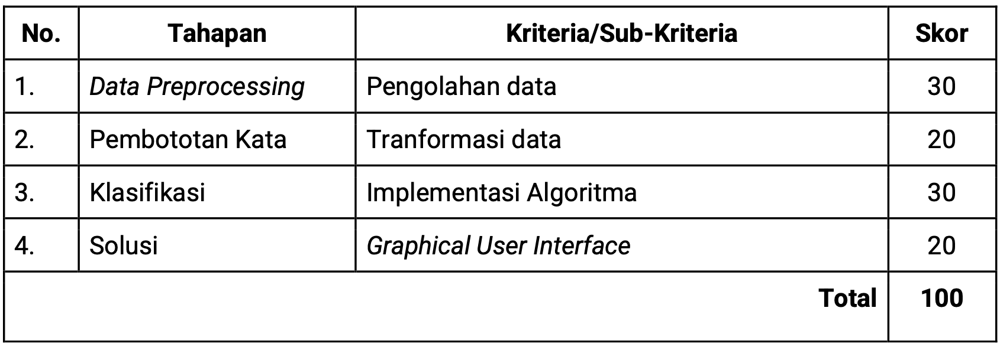 No. Tahapan Kriteria/Sub-Kriteria Skor
1. Data Preprocessing Pengolahan data 30
2. Pembototan Kata Tranformasi data 20
3. Klasifikasi Implementasi Algoritma 30
4. Solusi Graphical User Interface 20
Total 100